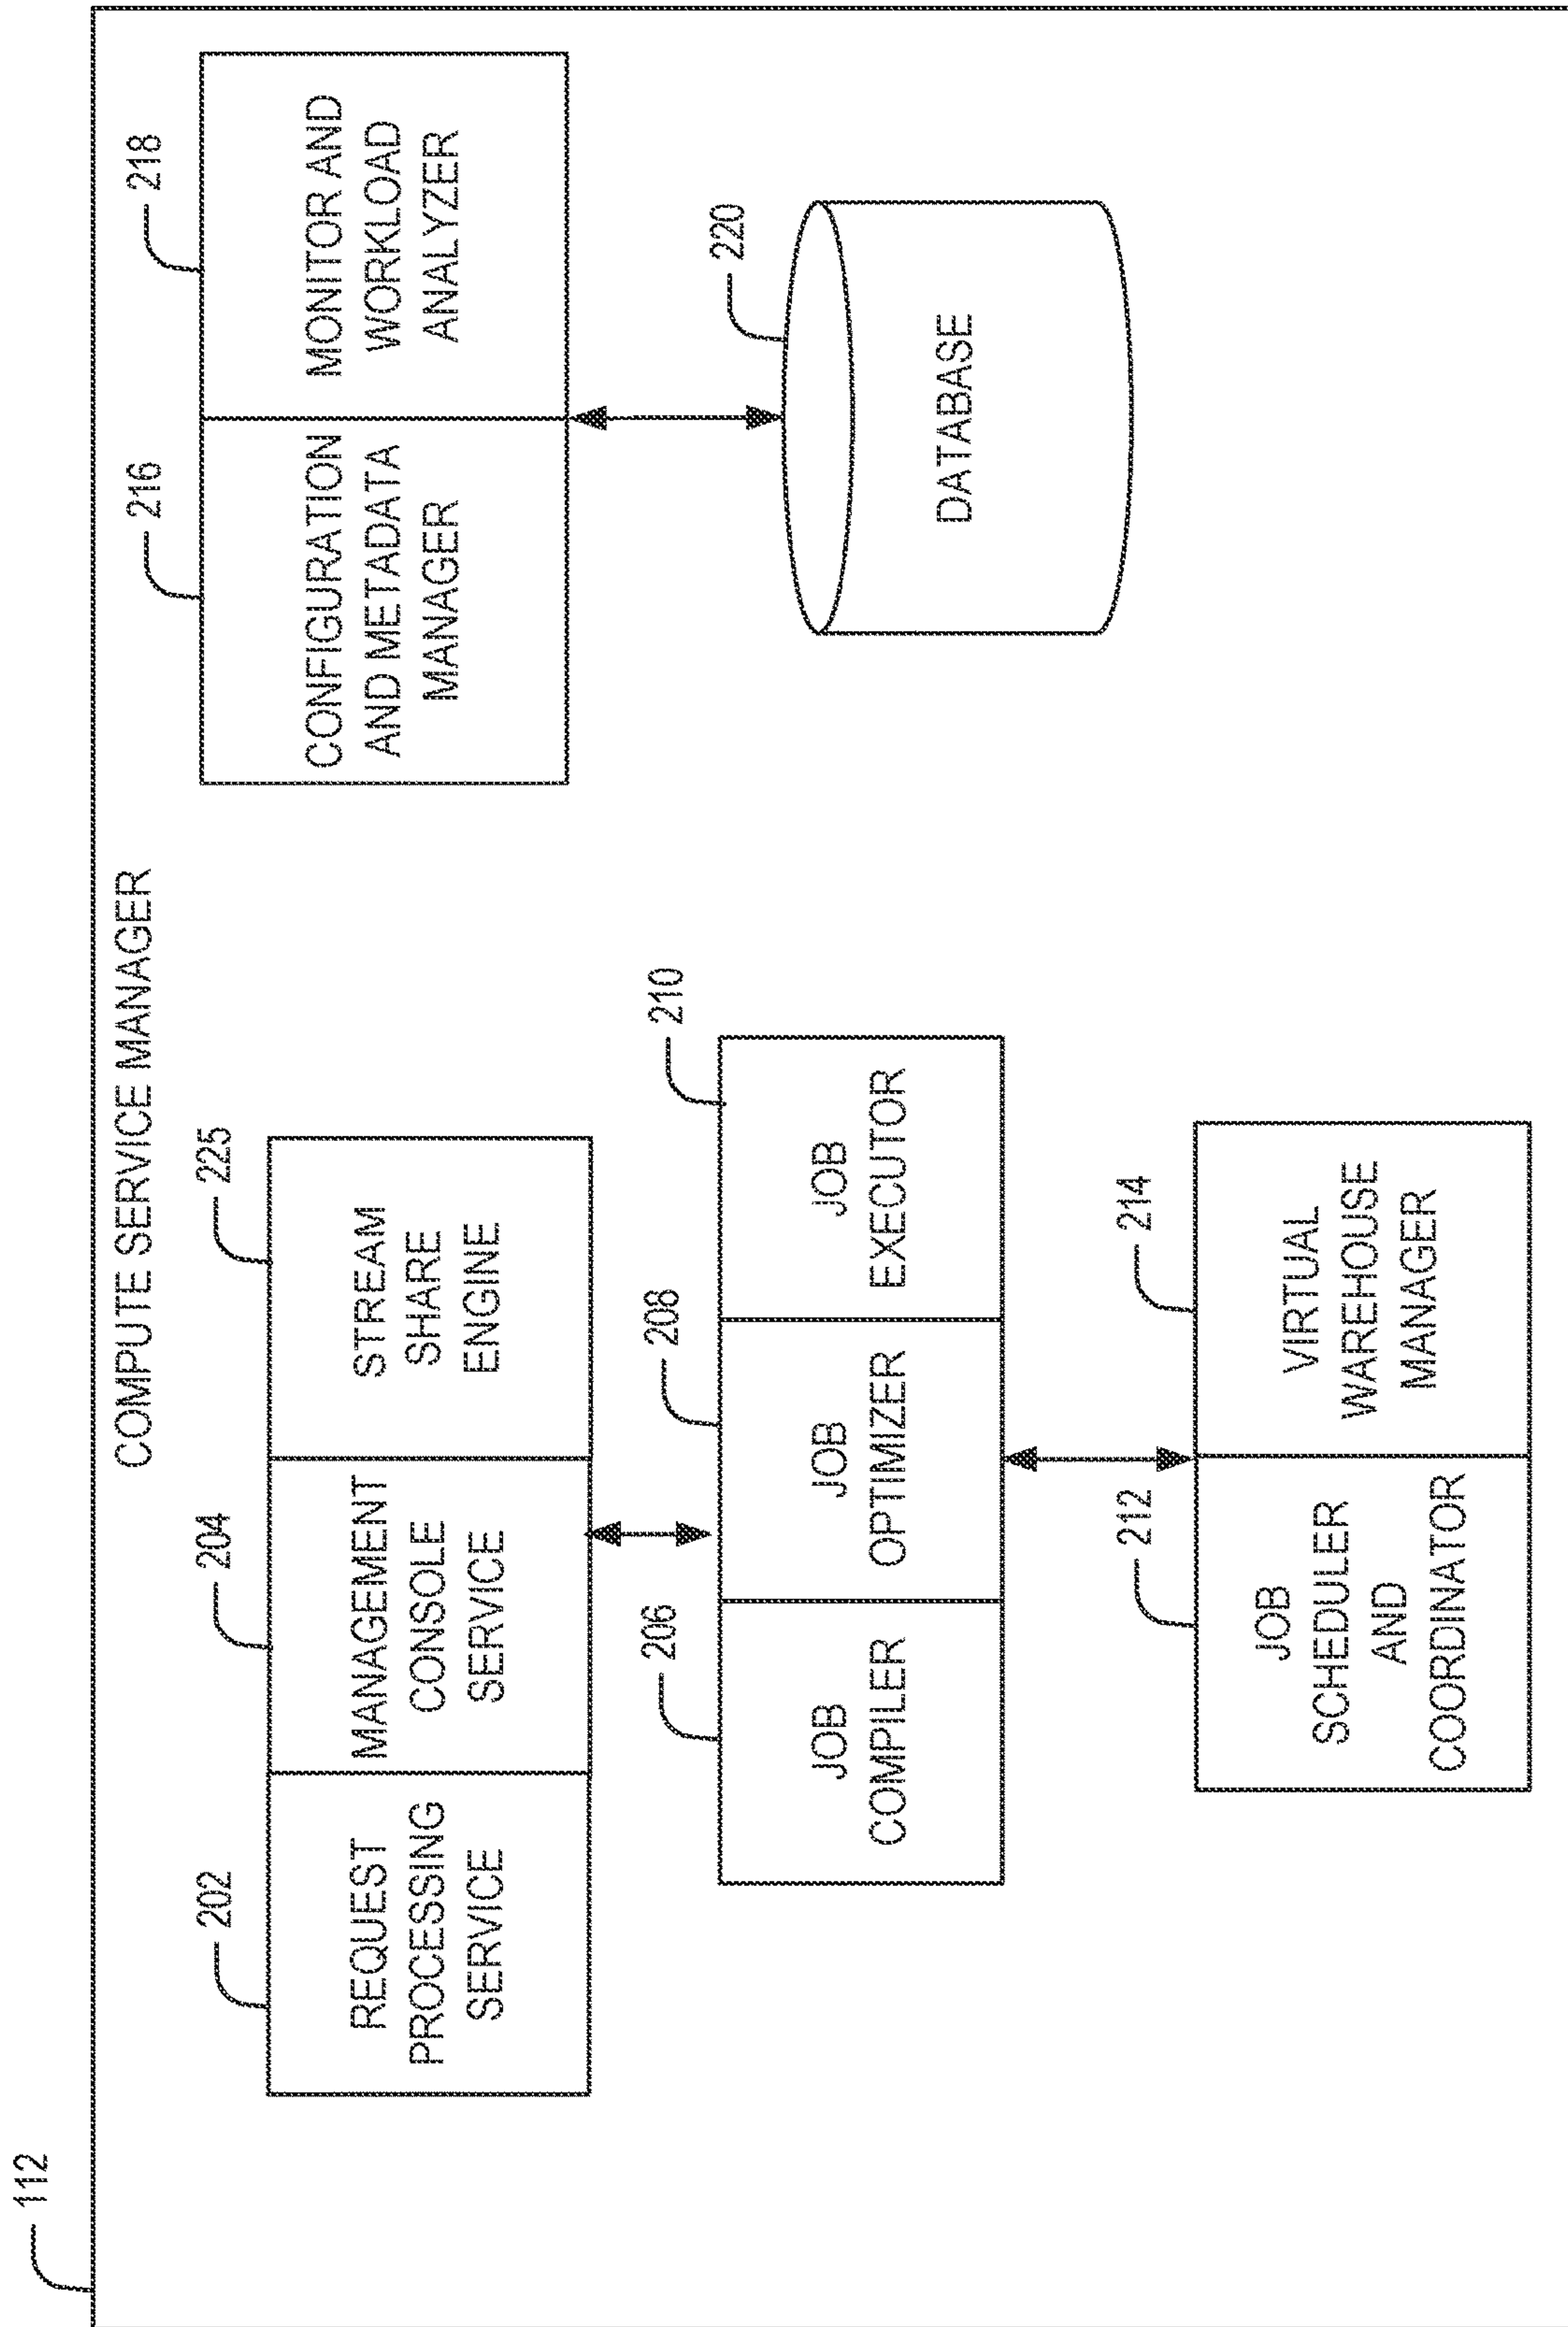 112
COMPUTE SERVICE MANAGER
202
204
225
REQUEST
PROCESSING
SERVICE
MANAGEMENT
CONSOLE
SERVICE
STREAM
SHARE
ENGINE
206
208
210
JOB
COMPILER
JOB
OPTIMIZER
JOB
EXECUTOR
212
214
JOB
SCHEDULER
AND
COORDINATOR
VIRTUAL
WAREHOUSE
MANAGER
216
218
CONFIGURATION
AND METADATA
MANAGER
MONITOR AND
WORKLOAD
ANALYZER
220
DATABASE